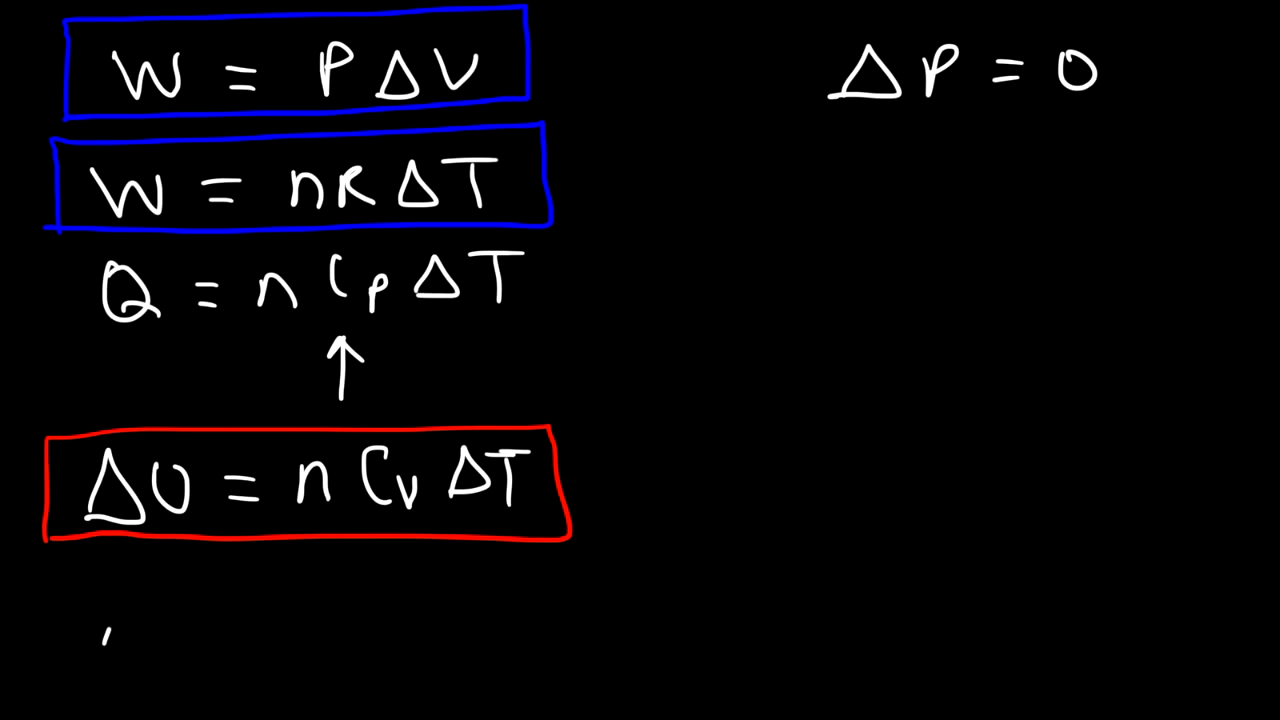 W = PΔV
ΔP = 0
W = nRΔT
Q = nCpΔT
ΔU = nCvΔT